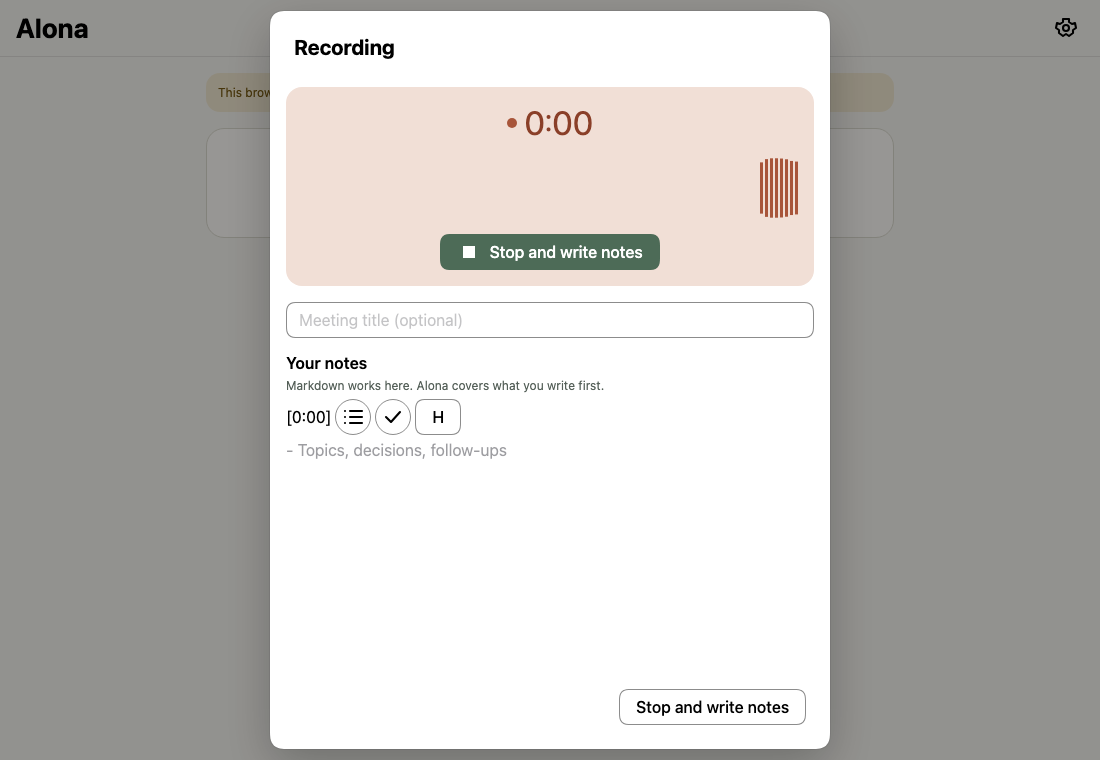 Alona
Recording
This brow
0:00
Stop and write notes
Meeting title (optional)
Your notes
Markdown works here. Alona covers what you write first.
[0:00] H
- Topics, decisions, follow-ups
Stop and write notes